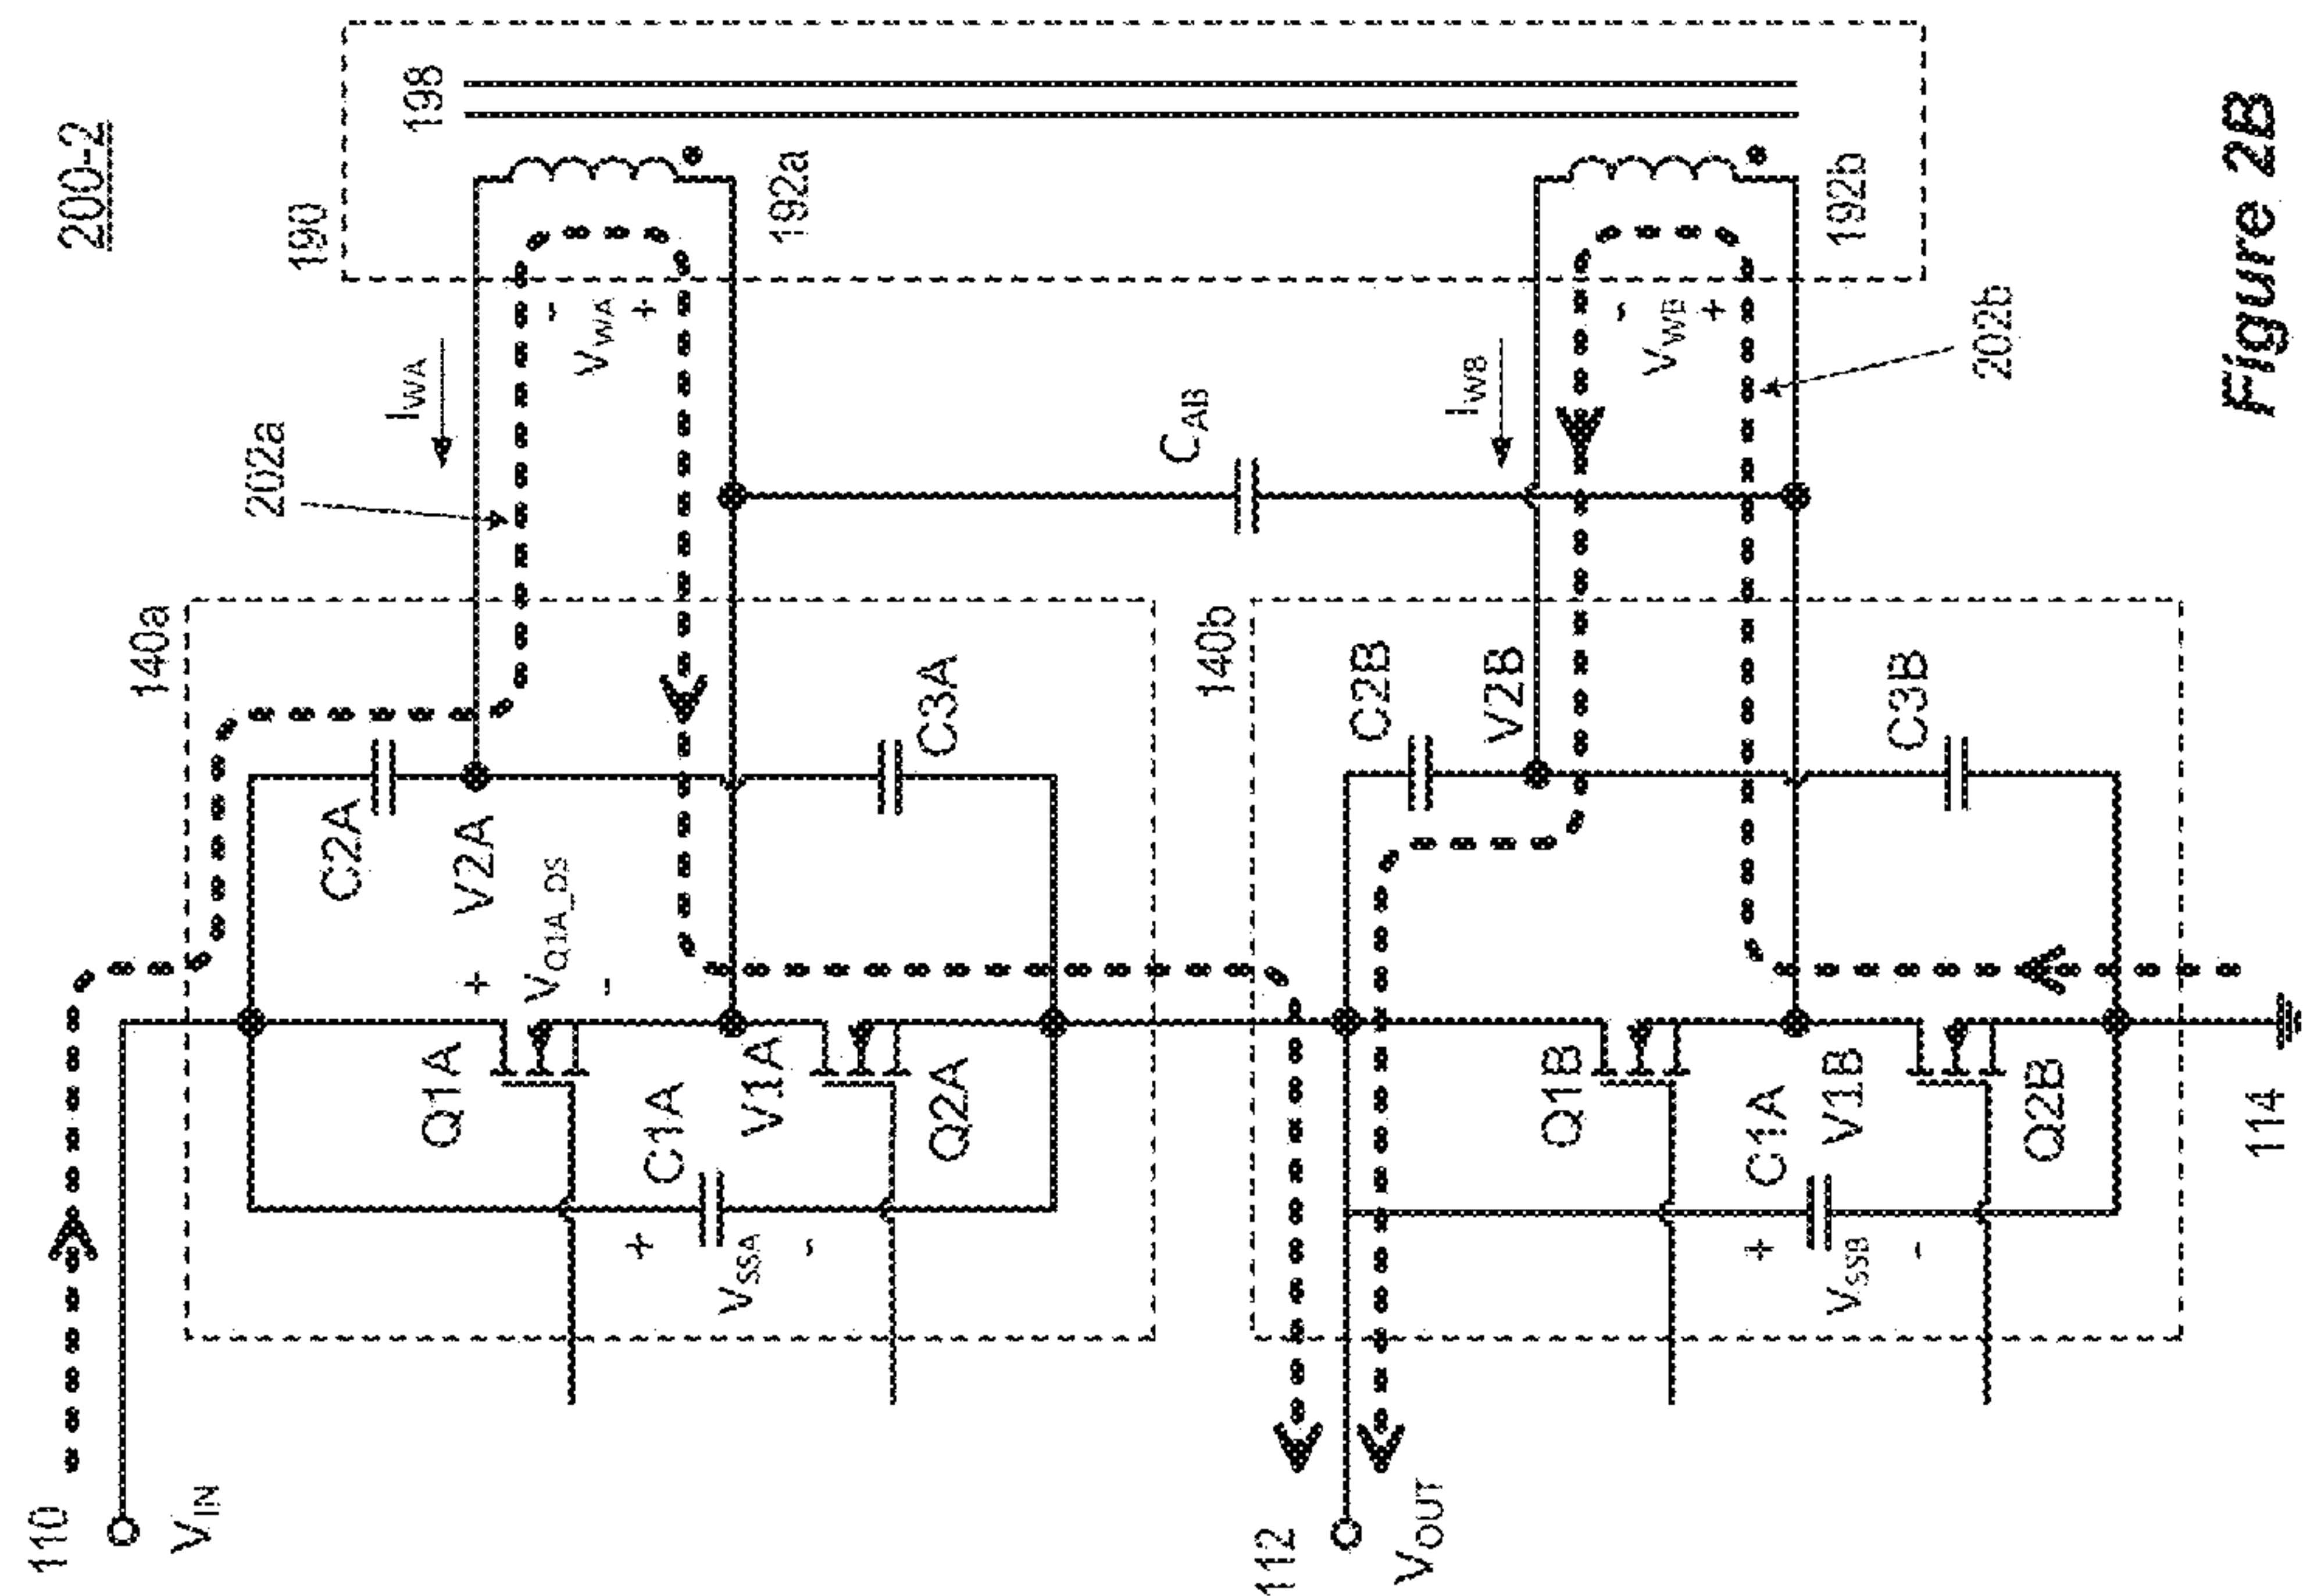 200-2
110
V_IN
140a
190
198
202a
I_WA
C2A
V2A
V_Q1A_DS
+
-
-
V_WA
+
192a
Q1A
C1A
V1A
Q2A
C3A
+
V_SSA
-
C_AB
112
V_OUT
140b
C2B
V2B
I_WB
-
V_WB
+
192b
202b
Q1B
C1A
V1B
Q2B
C3B
+
V_SSB
-
114
Figure 2B